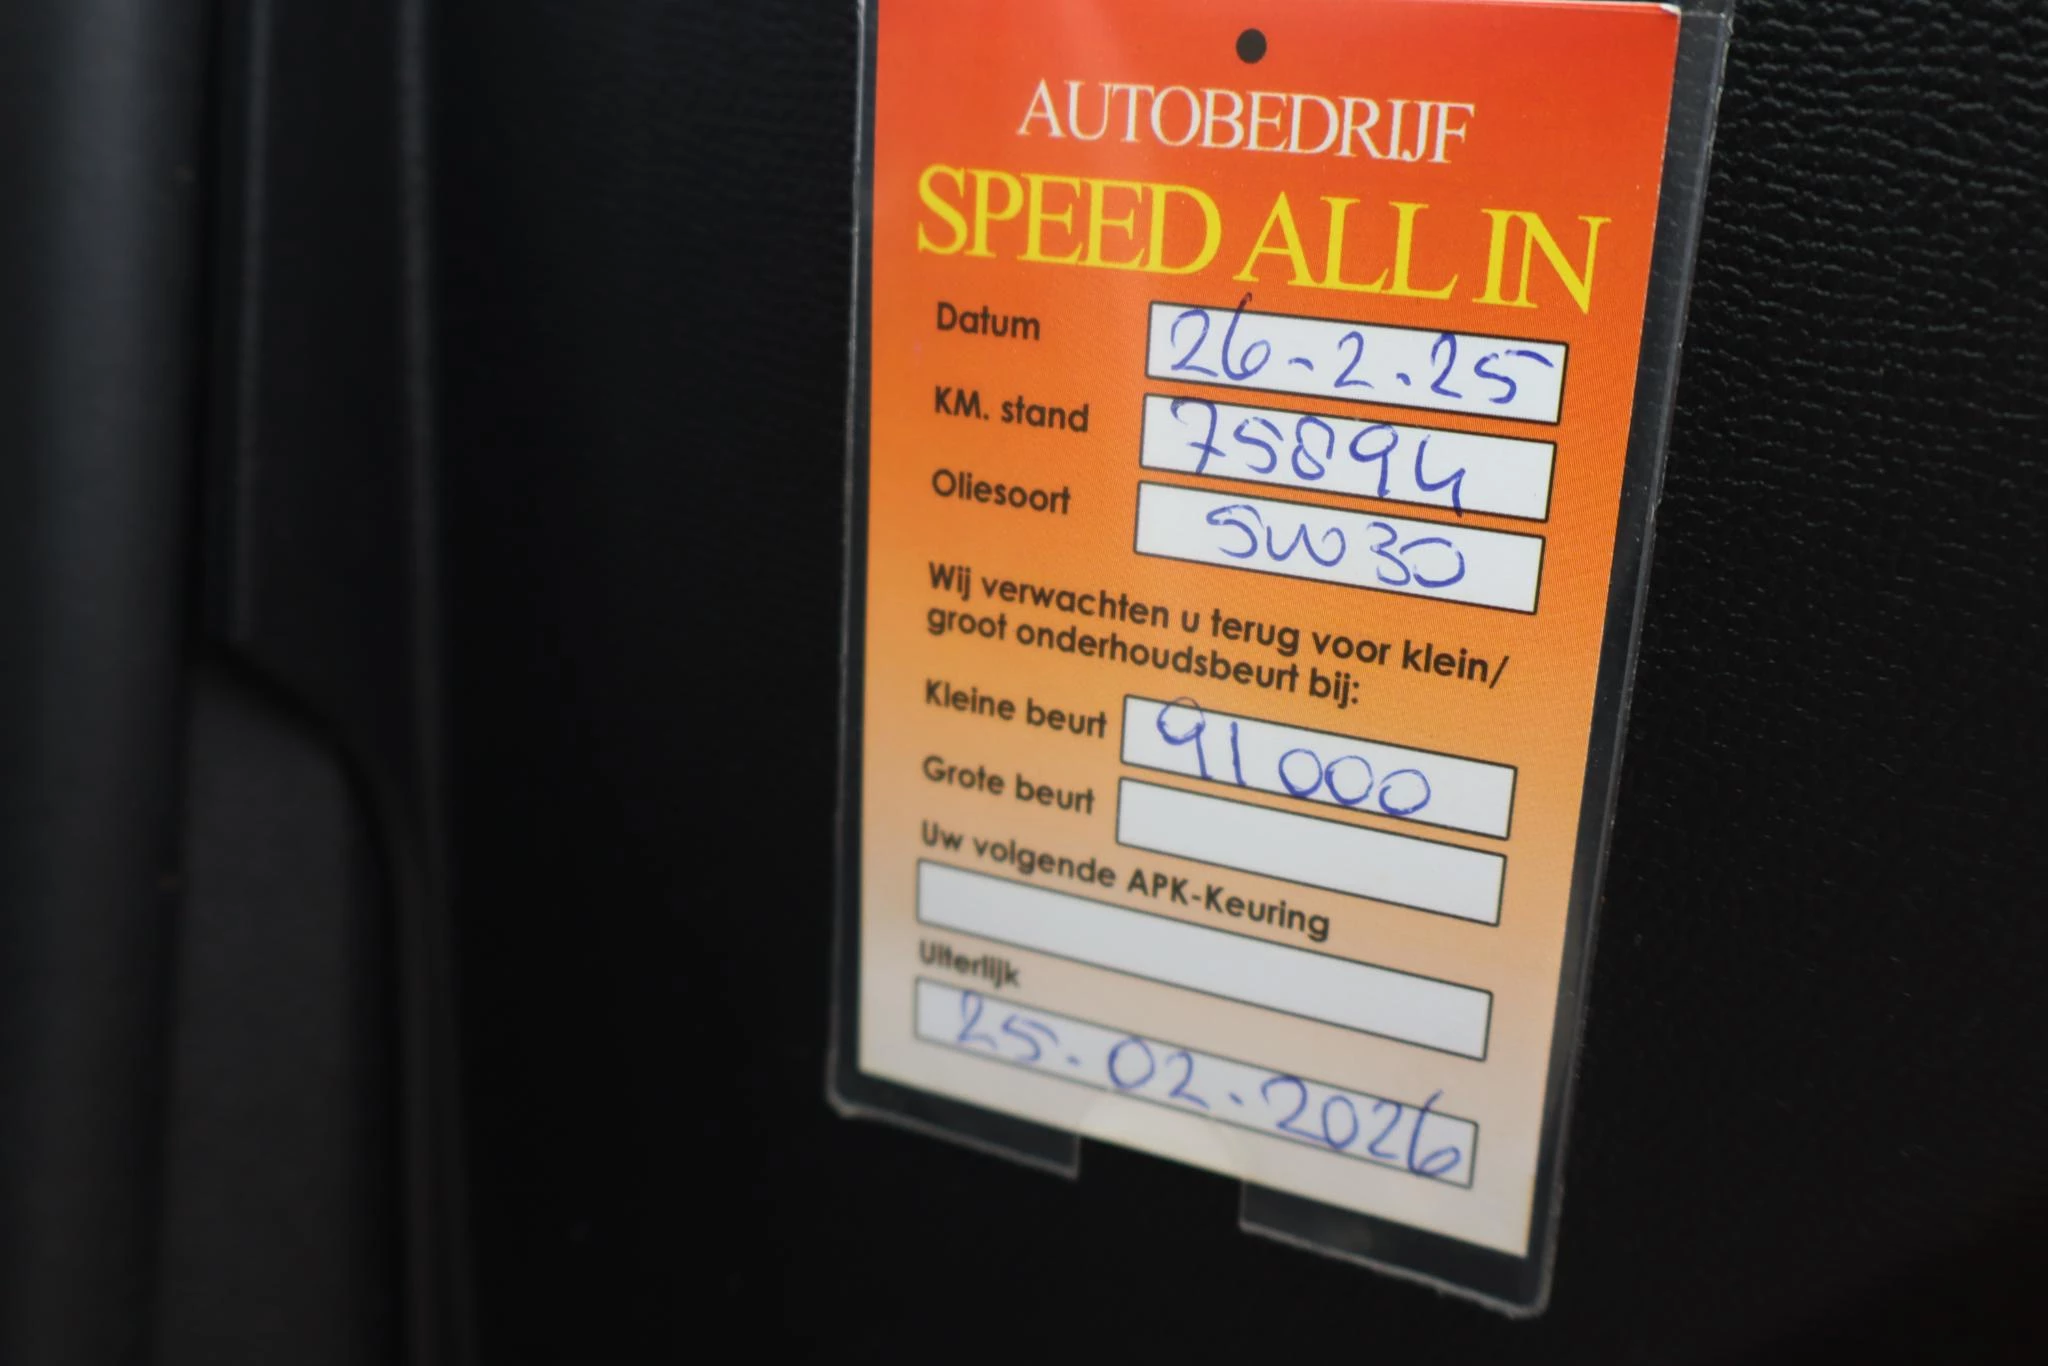 AUTOBEDRIJF
SPEED ALL IN
Datum 26-2.25
KM. stand 75894
Oliesoort 5W30
Wij verwachten u terug voor klein/
groot onderhoudsbeurt bij:
Kleine beurt 91000
Grote beurt
Uw volgende APK-Keuring
Uiterlijk
25.02.2026